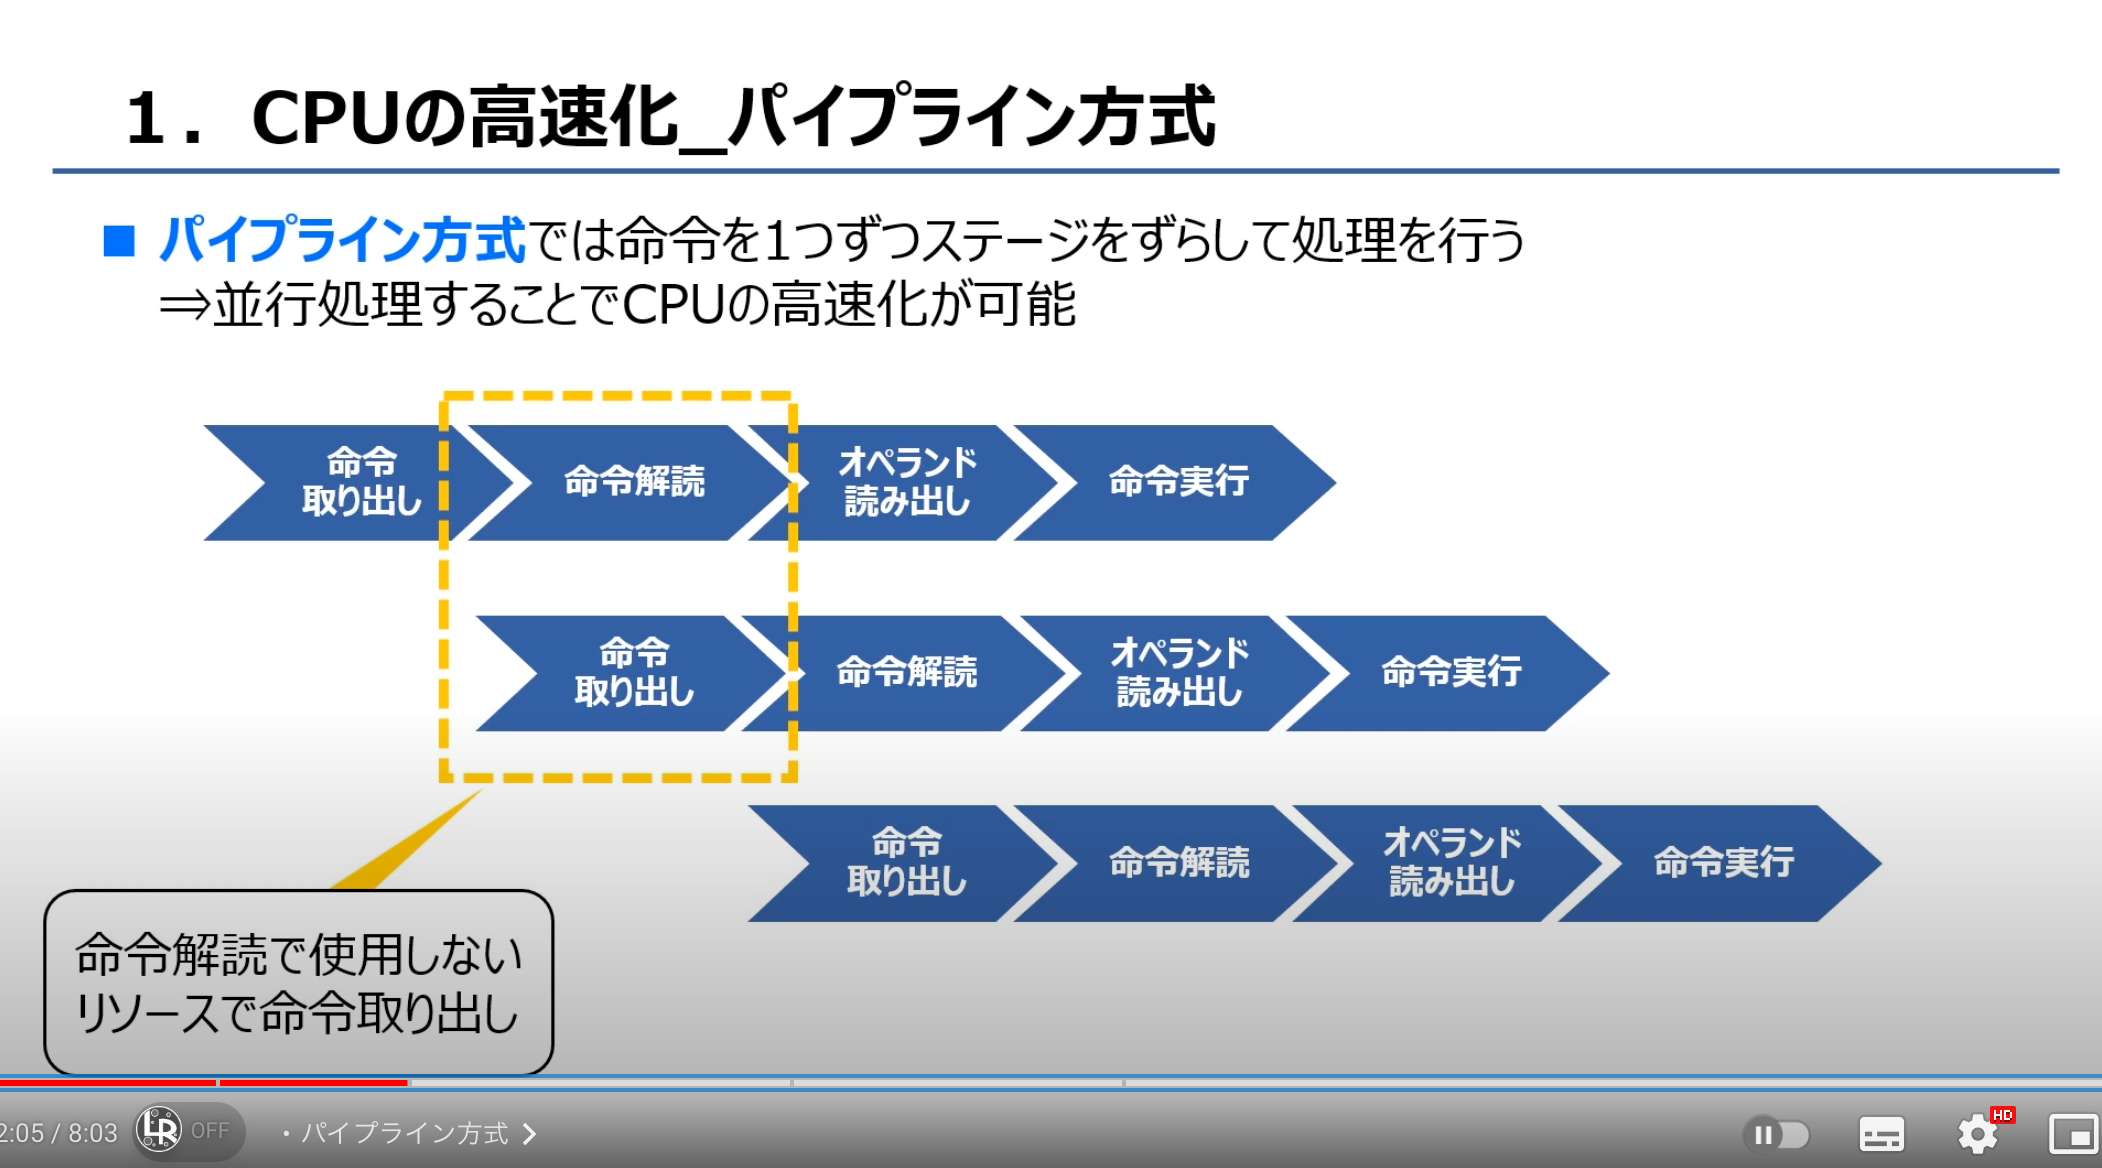 １．CPUの高速化_パイプライン方式
■ パイプライン方式では命令を1つずつステージをずらして処理を行う
⇒並行処理することでCPUの高速化が可能
命令
取り出し
命令解読
オペランド
読み出し
命令実行
命令
取り出し
命令解読
オペランド
読み出し
命令実行
命令
取り出し
命令解読
オペランド
読み出し
命令実行
命令解読で使用しない
リソースで命令取り出し
2:05 / 8:03
LR
OFF
・パイプライン方式
HD